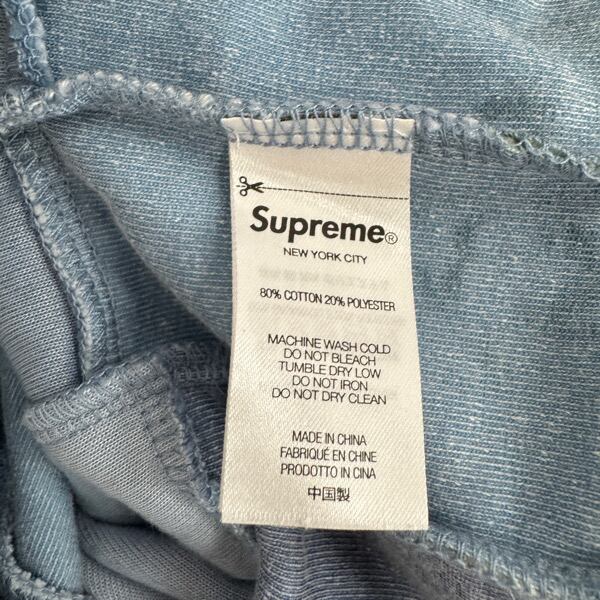 Supreme®
NEW YORK CITY
80% COTTON 20% POLYESTER
MACHINE WASH COLD
DO NOT BLEACH
TUMBLE DRY LOW
DO NOT IRON
DO NOT DRY CLEAN
MADE IN CHINA
FABRIQUÉ EN CHINE
PRODOTTO IN CINA
中国製